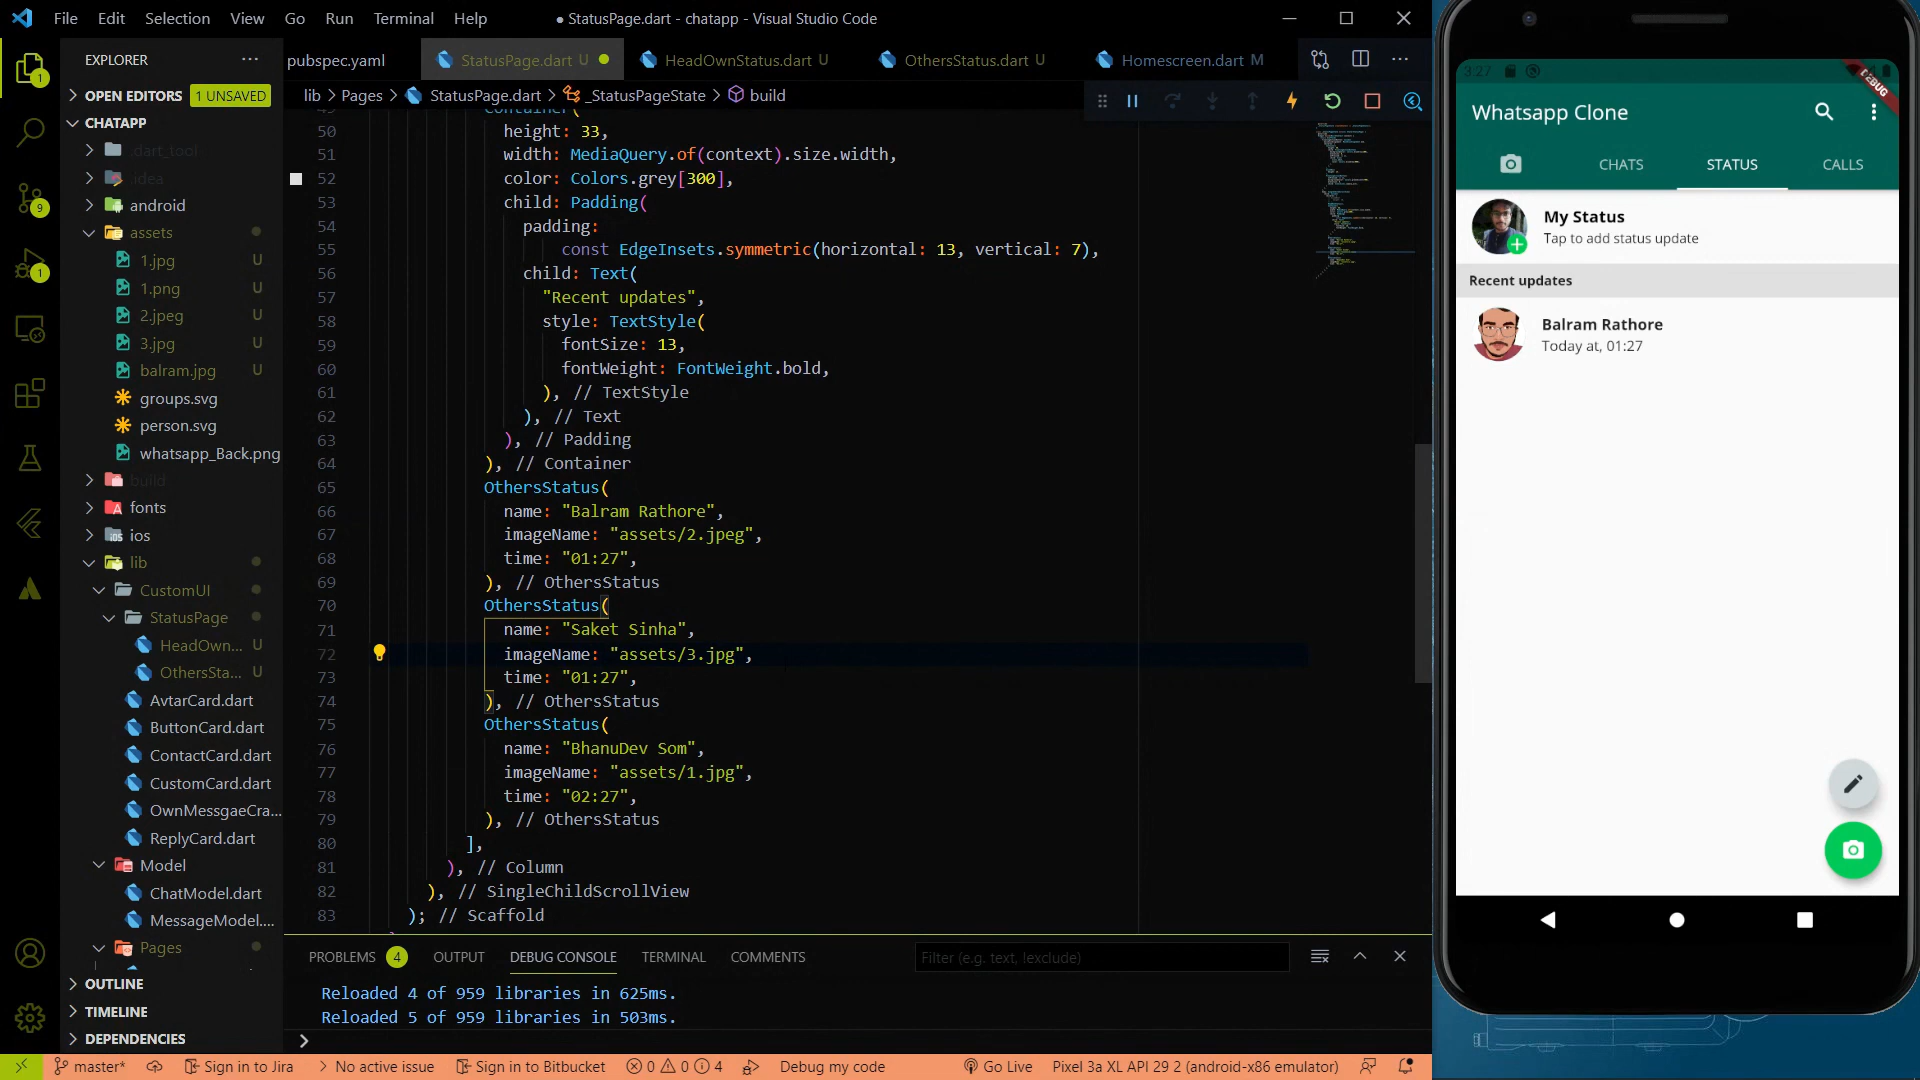 File Edit Selection View Go Run Terminal Help
● StatusPage.dart - chatapp - Visual Studio Code
EXPLORER
pubspec.yaml
StatusPage.dart U
HeadOwnStatus.dart U
OthersStatus.dart U
Homescreen.dart M
OPEN EDITORS 1 UNSAVED
lib > Pages > StatusPage.dart > _StatusPageState > build
CHATAPP
.dart_tool
.idea
android
assets
1.jpg U
1.png U
2.jpeg U
3.jpg U
balram.jpg U
groups.svg
person.svg
whatsapp_Back.png
build
fonts
ios
lib
CustomUI
StatusPage
HeadOwn... U
OthersSta... U
AvtarCard.dart
ButtonCard.dart
ContactCard.dart
CustomCard.dart
OwnMessgaeCra...
ReplyCard.dart
Model
ChatModel.dart
MessageModel....
Pages
OUTLINE
TIMELINE
DEPENDENCIES
1
9
1
Container(
50 height: 33,
51 width: MediaQuery.of(context).size.width,
52 color: Colors.grey[300],
53 child: Padding(
54 padding:
55 const EdgeInsets.symmetric(horizontal: 13, vertical: 7),
56 child: Text(
57 "Recent updates",
58 style: TextStyle(
59 fontSize: 13,
60 fontWeight: FontWeight.bold,
61 ), // TextStyle
62 ), // Text
63 ), // Padding
64 ), // Container
65 OthersStatus(
66 name: "Balram Rathore",
67 imageName: "assets/2.jpeg",
68 time: "01:27",
69 ), // OthersStatus
70 OthersStatus(
71 name: "Saket Sinha",
72 imageName: "assets/3.jpg",
73 time: "01:27",
74 ), // OthersStatus
75 OthersStatus(
76 name: "BhanuDev Som",
77 imageName: "assets/1.jpg",
78 time: "02:27",
79 ), // OthersStatus
80 ],
81 ), // Column
82 ), // SingleChildScrollView
83 ); // Scaffold
PROBLEMS 4 OUTPUT DEBUG CONSOLE TERMINAL COMMENTS
Filter (e.g. text, !exclude)
Reloaded 4 of 959 libraries in 625ms.
Reloaded 5 of 959 libraries in 503ms.
master* Sign in to Jira No active issue Sign in to Bitbucket 0 0 4 Debug my code Go Live Pixel 3a XL API 29 2 (android-x86 emulator)
3:27
DEBUG
Whatsapp Clone
CHATS STATUS CALLS
My Status
Tap to add status update
Recent updates
Balram Rathore
Today at, 01:27